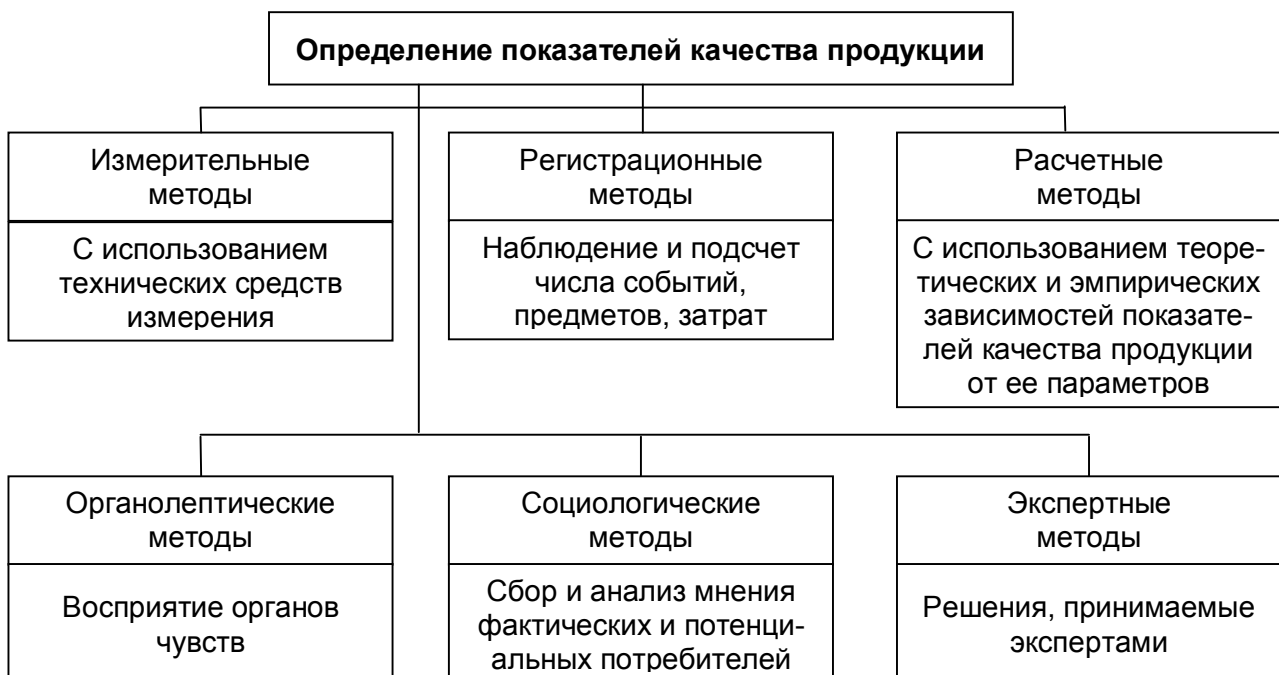 Определение показателей качества продукции
Измерительные
методы
С использованием
технических средств
измерения
Регистрационные
методы
Наблюдение и подсчет
числа событий,
предметов, затрат
Расчетные
методы
С использованием теоре-
тических и эмпирических
зависимостей показате-
лей качества продукции
от ее параметров
Органолептические
методы
Восприятие органов
чувств
Социологические
методы
Сбор и анализ мнения
фактических и потенци-
альных потребителей
Экспертные
методы
Решения, принимаемые
экспертами